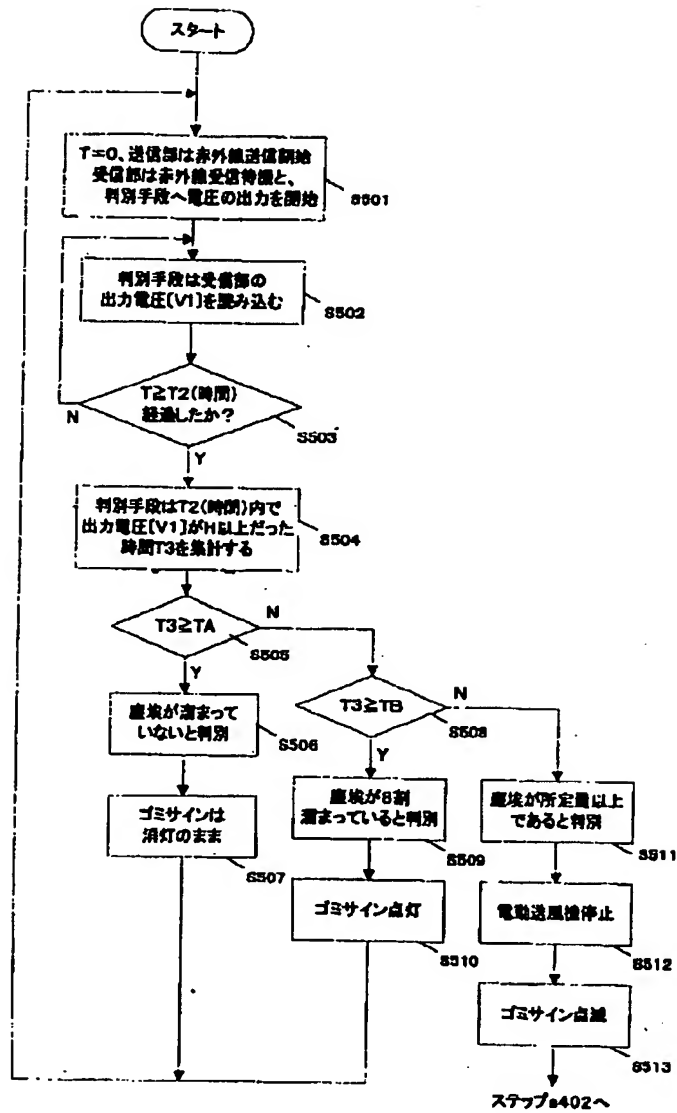 スタート
T=0、送信部は赤外線送信開始
受信部は赤外線受信待機と、
判別手段へ電圧の出力を開始
S501
判別手段は受信部の
出力電圧[V1]を読み込む
S502
T≧T2(時間)
経過したか?
N
S503
Y
判別手段はT2(時間)内で
出力電圧[V1]がH以上だった
時間T3を集計する
S504
T3≧TA
N
S505
Y
塵埃が溜まって
いないと判別
S506
ゴミサインは
消灯のまま
S507
T3≧TB
N
S508
Y
塵埃が8割
溜まっていると判別
S509
ゴミサイン点灯
S510
塵埃が所定量以上
であると判別
S511
電動送風機停止
S512
ゴミサイン点滅
S513
ステップs402へ